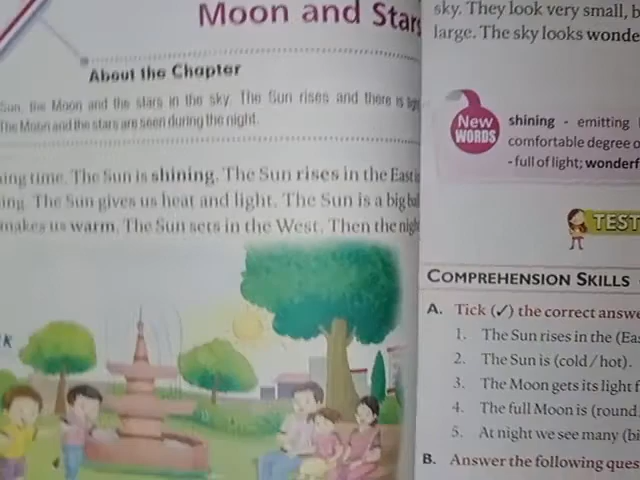 Moon and Stars
About the Chapter
Sun, the Moon and the stars in the sky. The Sun rises and there is
The Moon and the stars are seen during the night.
ing time. The Sun is shining. The Sun rises in the East
ing. The Sun gives us heat and light. The Sun is a big
makes us warm. The Sun sets in the West. Then the night
K
sky. They look very small, b
large. The sky looks wonde
New
WORDS
shining - emitting
comfortable degree o
- full of light; wonderf
TEST
COMPREHENSION SKILLS
A. Tick (✓) the correct answe
1. The Sun rises in the (Eas
2. The Sun is (cold / hot).
3. The Moon gets its light f
4. The full Moon is (round
5. At night we see many (bi
B. Answer the following ques